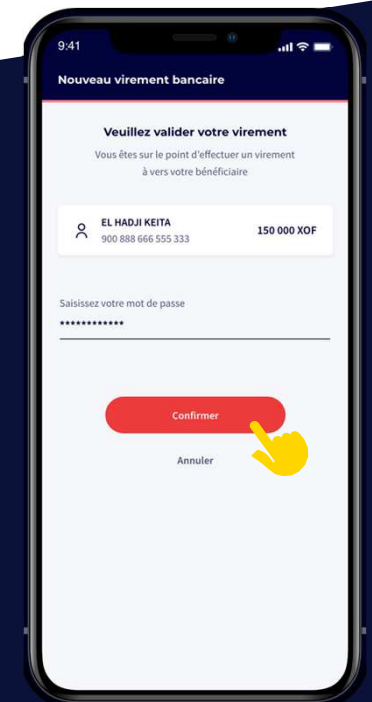 9:41
Nouveau virement bancaire
Veuillez valider votre virement
Vous êtes sur le point d'effectuer un virement
à vers votre bénéficiaire
EL HADJI KEITA
900 888 666 555 333
150 000 XOF
Saisissez votre mot de passe
************
Confirmer
Annuler